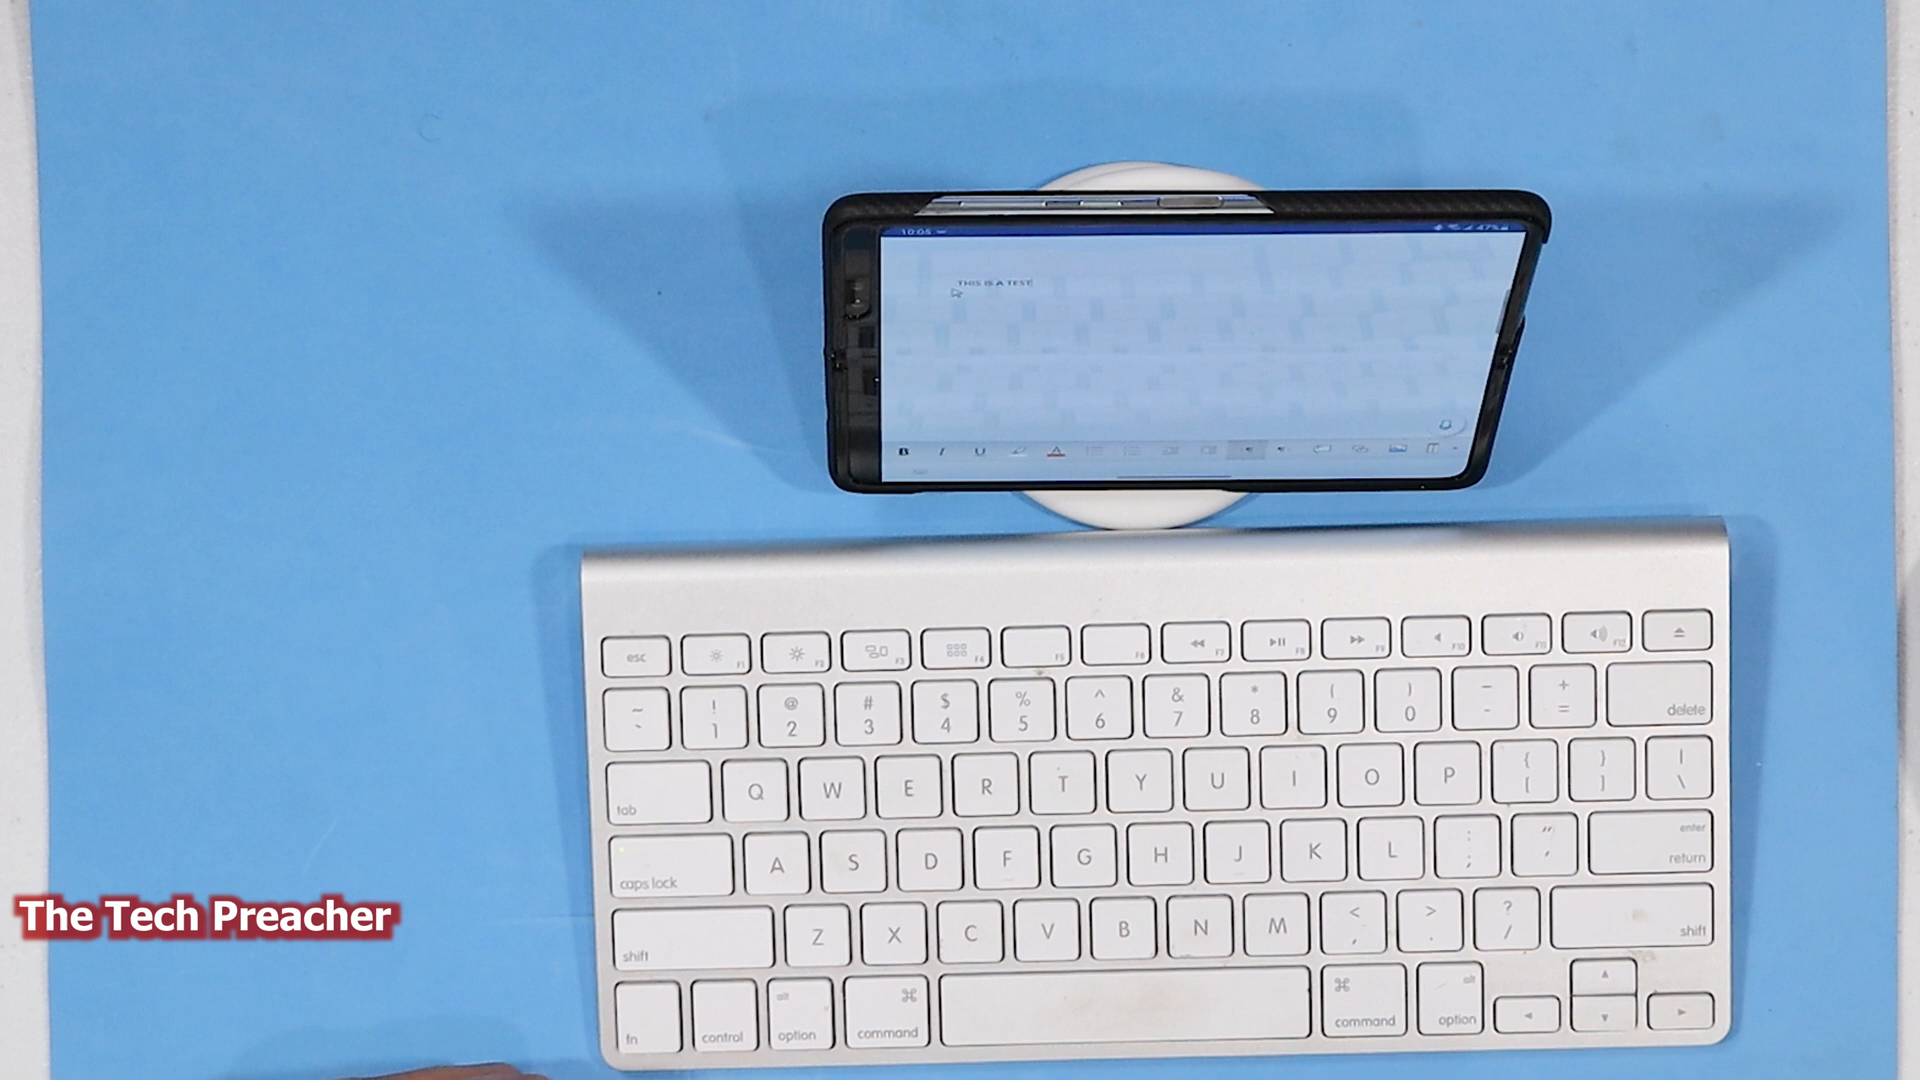 10:05
47%
THIS IS A TEST
B I U A
esc F1 F2 F3 F4 F5 F6 F7 F8 F9 F10 F11 F12
~ ! @ # $ % ^ & * ( ) — +
` 1 2 3 4 5 6 7 8 9 0 - = delete
tab Q W E R T Y U I O P { [ } ] | \
caps lock A S D F G H J K L : ; " ' enter return
shift Z X C V B N M < , > . ? / shift
fn control alt option ⌘ command ⌘ command alt option
The Tech Preacher